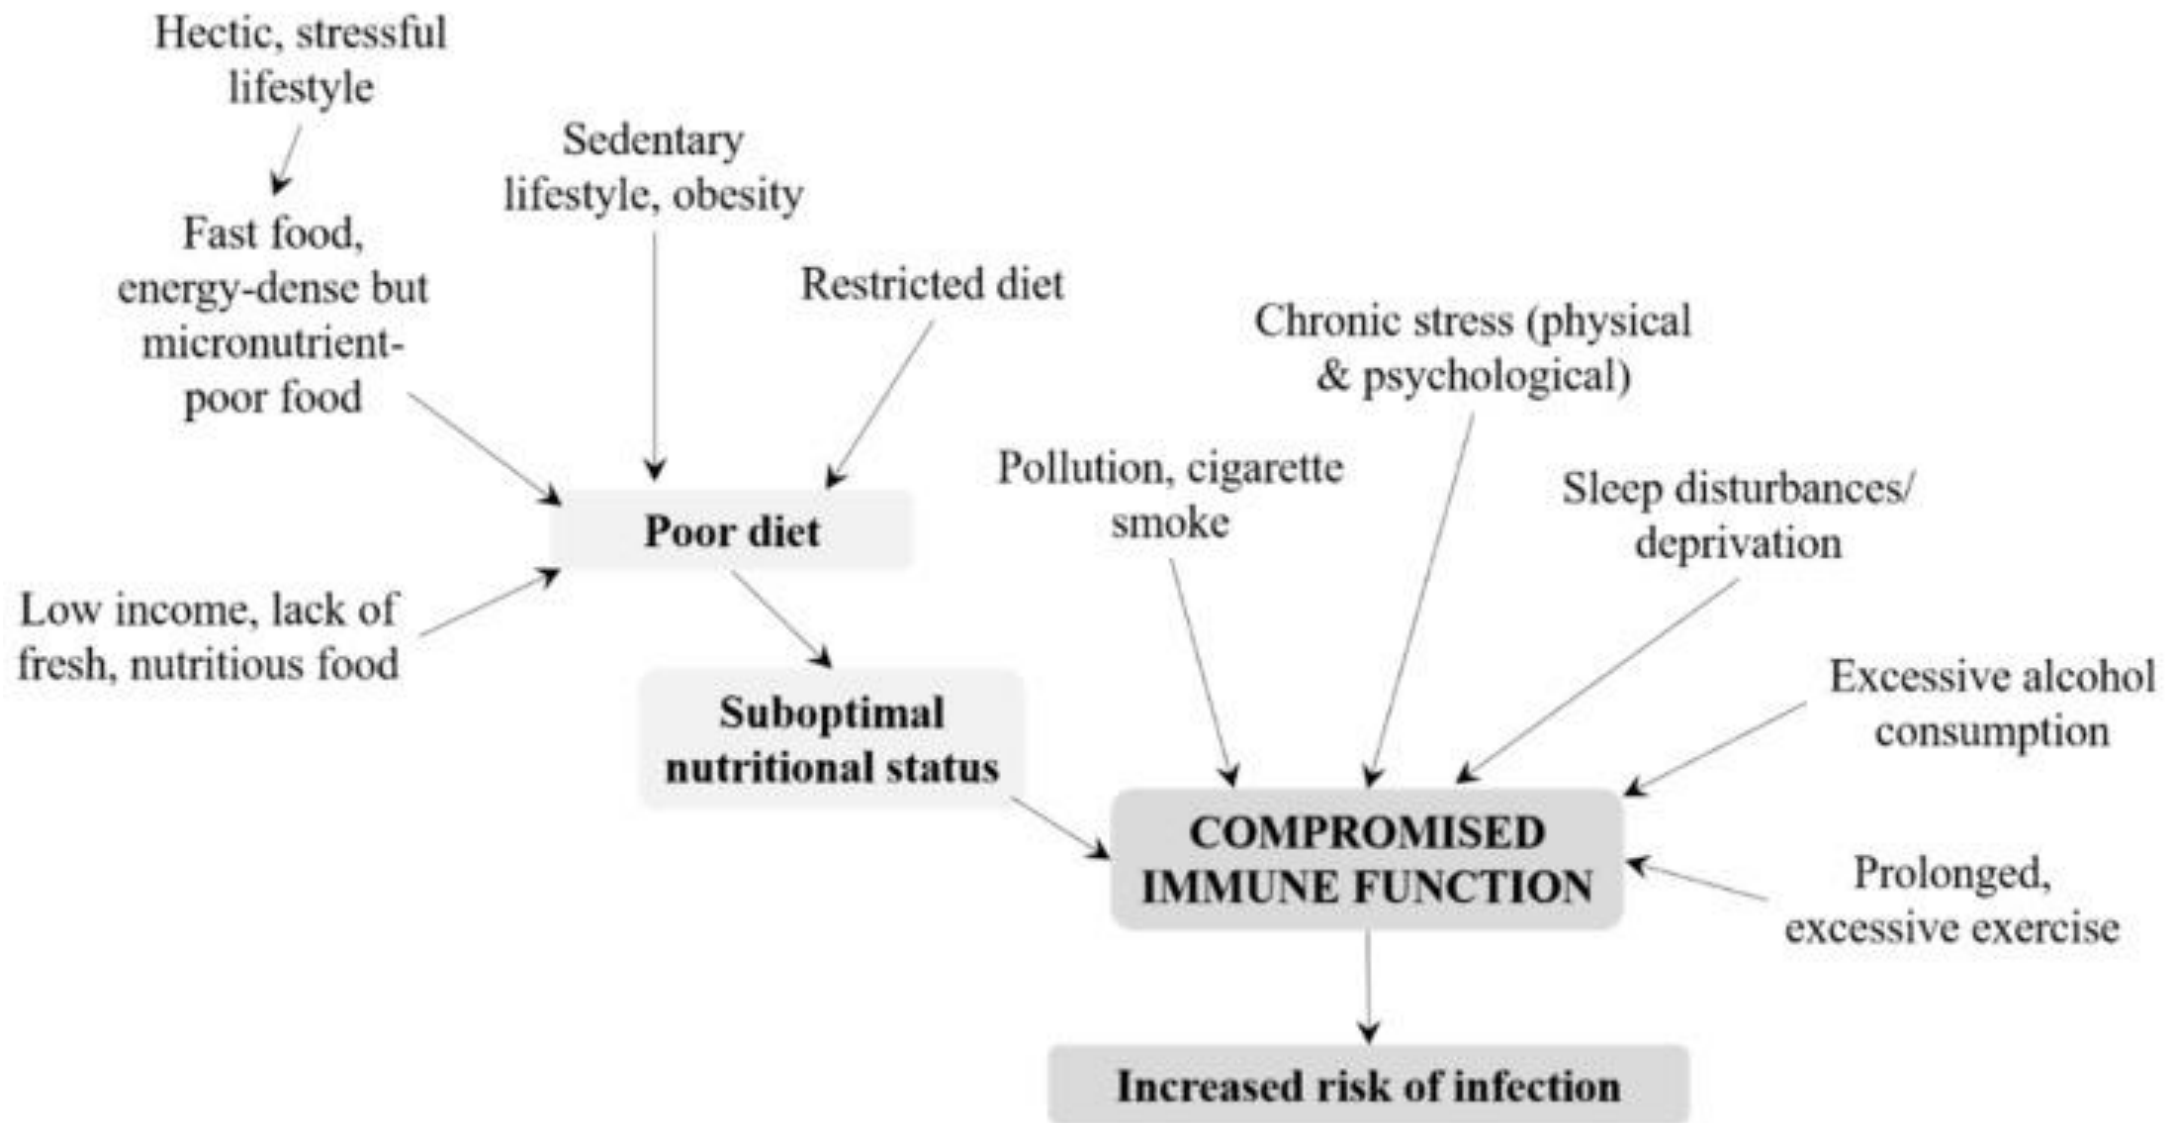 Hectic, stressful
lifestyle
Fast food,
energy-dense but
micronutrient-
poor food
Sedentary
lifestyle, obesity
Restricted diet
Low income, lack of
fresh, nutritious food
Poor diet
Suboptimal
nutritional status
Pollution, cigarette
smoke
Chronic stress (physical
& psychological)
Sleep disturbances/
deprivation
Excessive alcohol
consumption
Prolonged,
excessive exercise
COMPROMISED
IMMUNE FUNCTION
Increased risk of infection